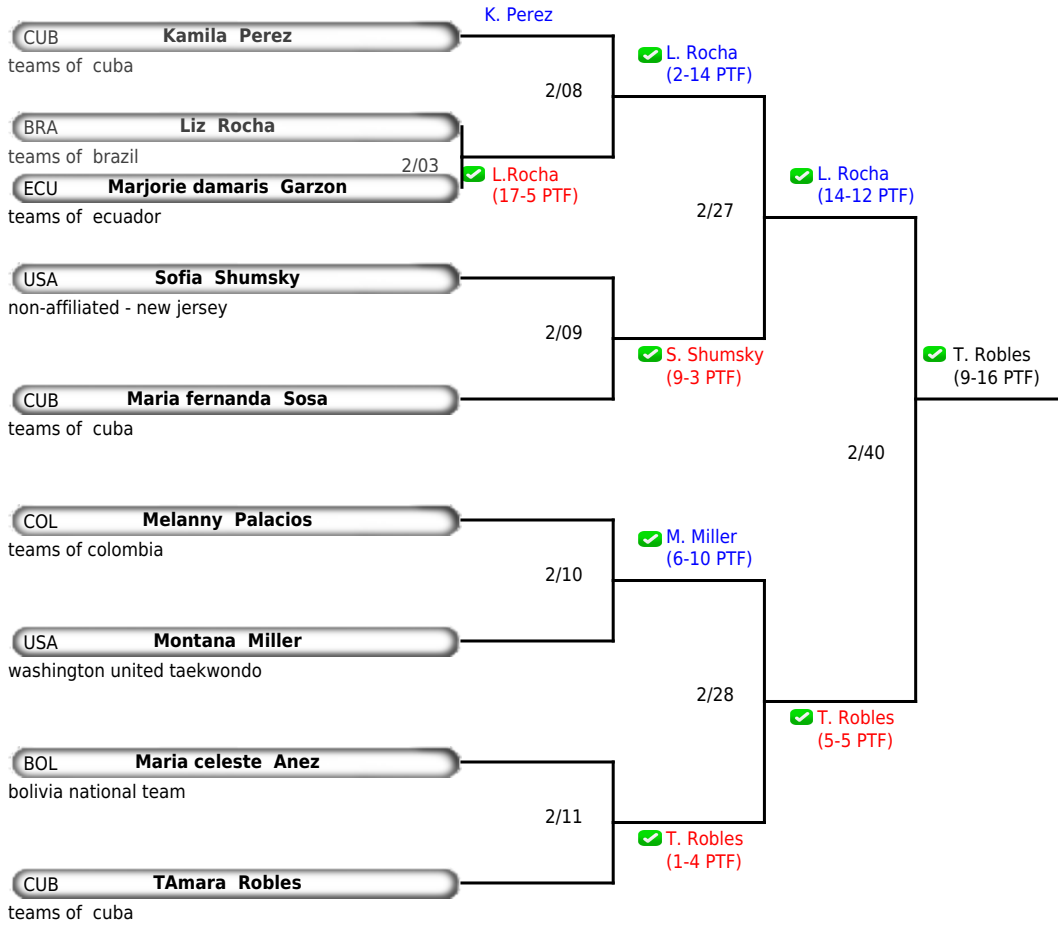 K. Perez
CUB Kamila Perez
teams of cuba
L. Rocha
(2-14 PTF)
2/08
BRA Liz Rocha
teams of brazil
2/03
L.Rocha
(17-5 PTF)
ECU Marjorie damaris Garzon
teams of ecuador
L. Rocha
(14-12 PTF)
2/27
USA Sofia Shumsky
non-affiliated - new jersey
2/09
S. Shumsky
(9-3 PTF)
T. Robles
(9-16 PTF)
CUB Maria fernanda Sosa
teams of cuba
2/40
COL Melanny Palacios
teams of colombia
M. Miller
(6-10 PTF)
2/10
USA Montana Miller
washington united taekwondo
2/28
T. Robles
(5-5 PTF)
BOL Maria celeste Anez
bolivia national team
2/11
T. Robles
(1-4 PTF)
CUB TAmara Robles
teams of cuba